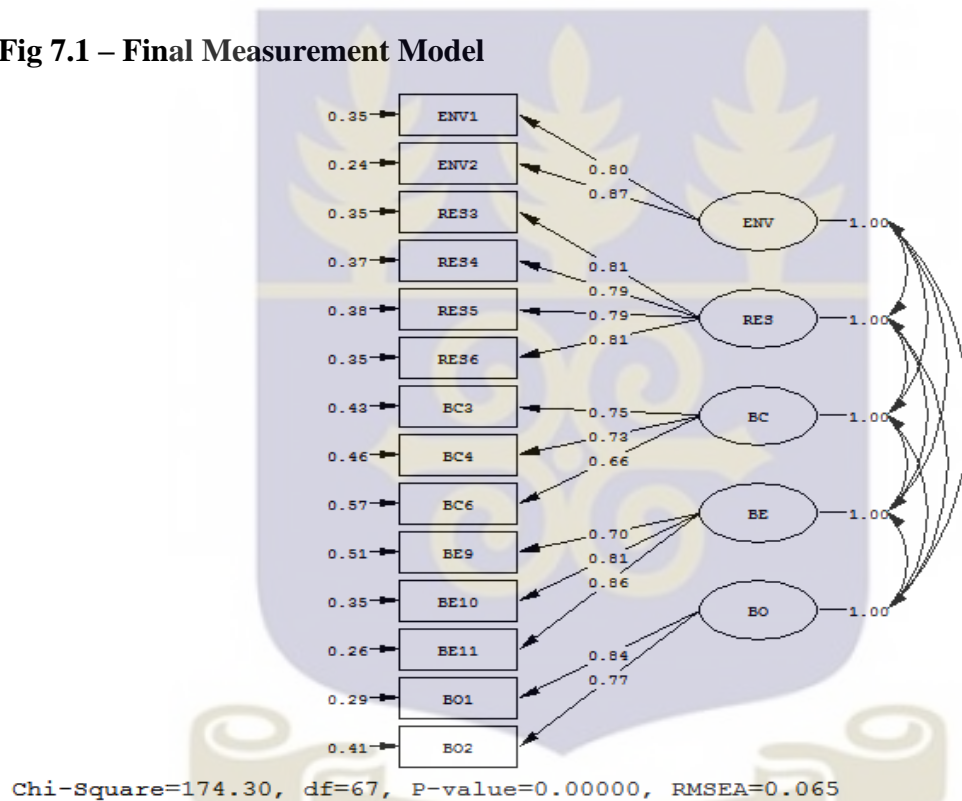 Fig 7.1 – Final Measurement Model
0.35 ENV1
0.80
0.24 ENV2
0.87
ENV 1.00
0.35 RES3
0.37 RES4
0.81
0.79
0.38 RES5
0.79
RES 1.00
0.35 RES6
0.81
0.43 BC3
0.75
BC 1.00
0.46 BC4
0.73
0.66
0.57 BC6
0.51 BE9
0.70
BE 1.00
0.81
0.35 BE10
0.86
BO 1.00
0.26 BE11
0.84
0.77
0.29 BO1
0.41 BO2
Chi-Square=174.30, df=67, P-value=0.00000, RMSEA=0.065